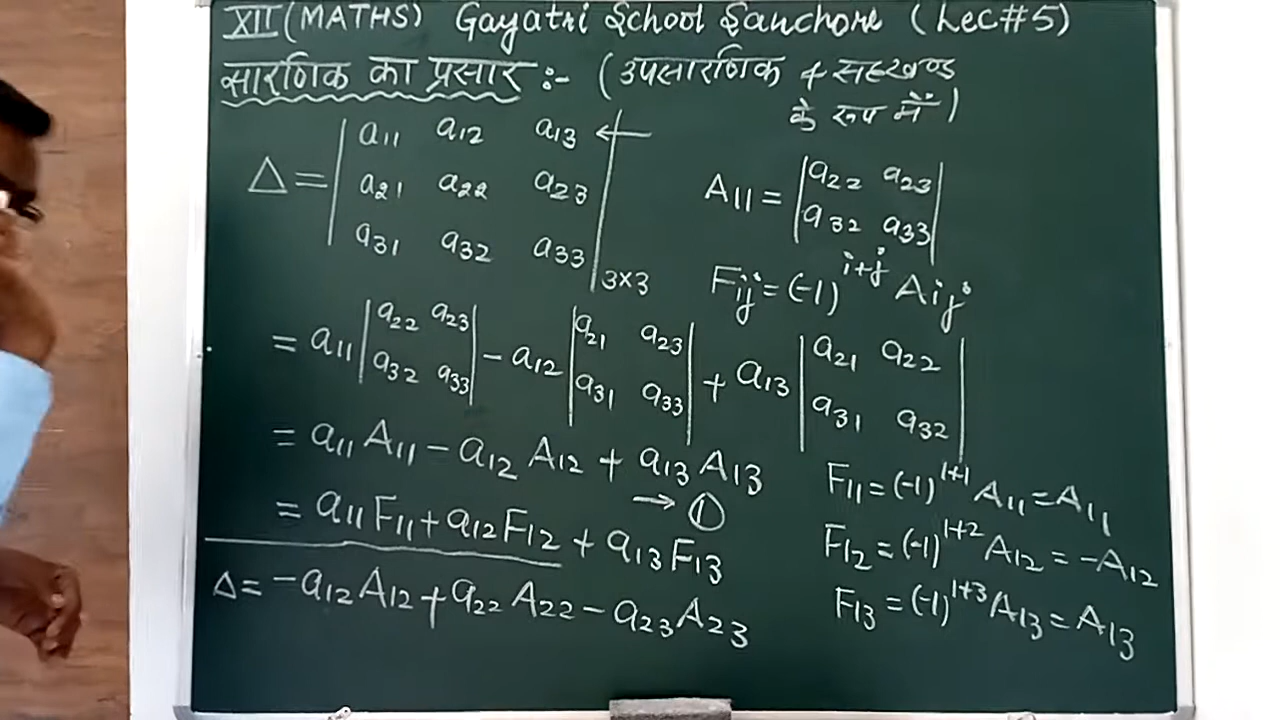 XII (MATHS) Gayatri School Sanchore (Lec#5)
सारणिक का प्रसार :- (उपसारणिक + सहखण्ड
के रूप में)
Δ = | a11 a12 a13 | ←
| a21 a22 a23 |
| a31 a32 a33 | 3×3
A11 = | a22 a23 |
| a32 a33 |
Fij = (-1)^i+j Aij
= a11 | a22 a23 | - a12 | a21 a23 | + a13 | a21 a22 |
| a32 a33 | | a31 a33 | | a31 a32 |
= a11 A11 - a12 A12 + a13 A13
→ ①
= a11 F11 + a12 F12 + a13 F13
Δ = -a12 A12 + a22 A22 - a23 A23
F11 = (-1)^1+1 A11 = A11
F12 = (-1)^1+2 A12 = -A12
F13 = (-1)^1+3 A13 = A13